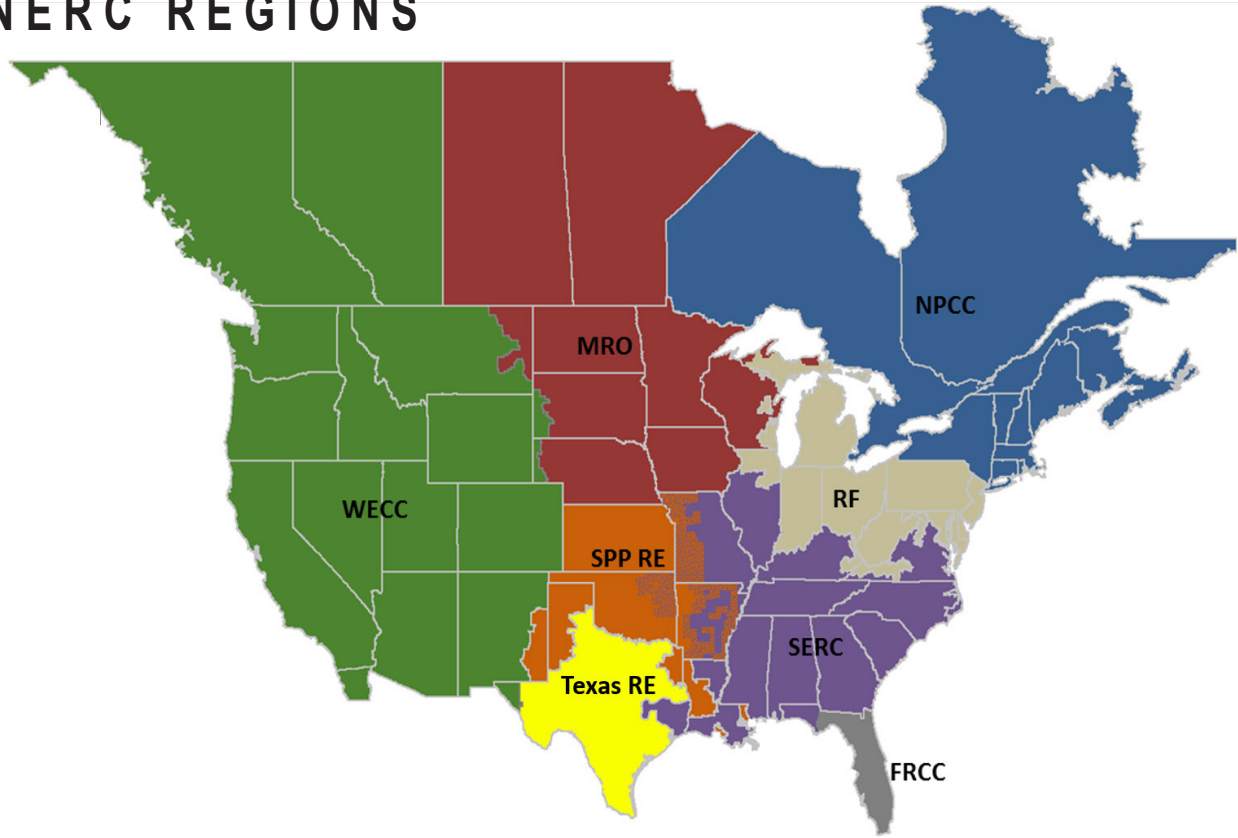 NERC REGIONS
NPCC
MRO
RF
WECC
SPP RE
SERC
Texas RE
FRCC